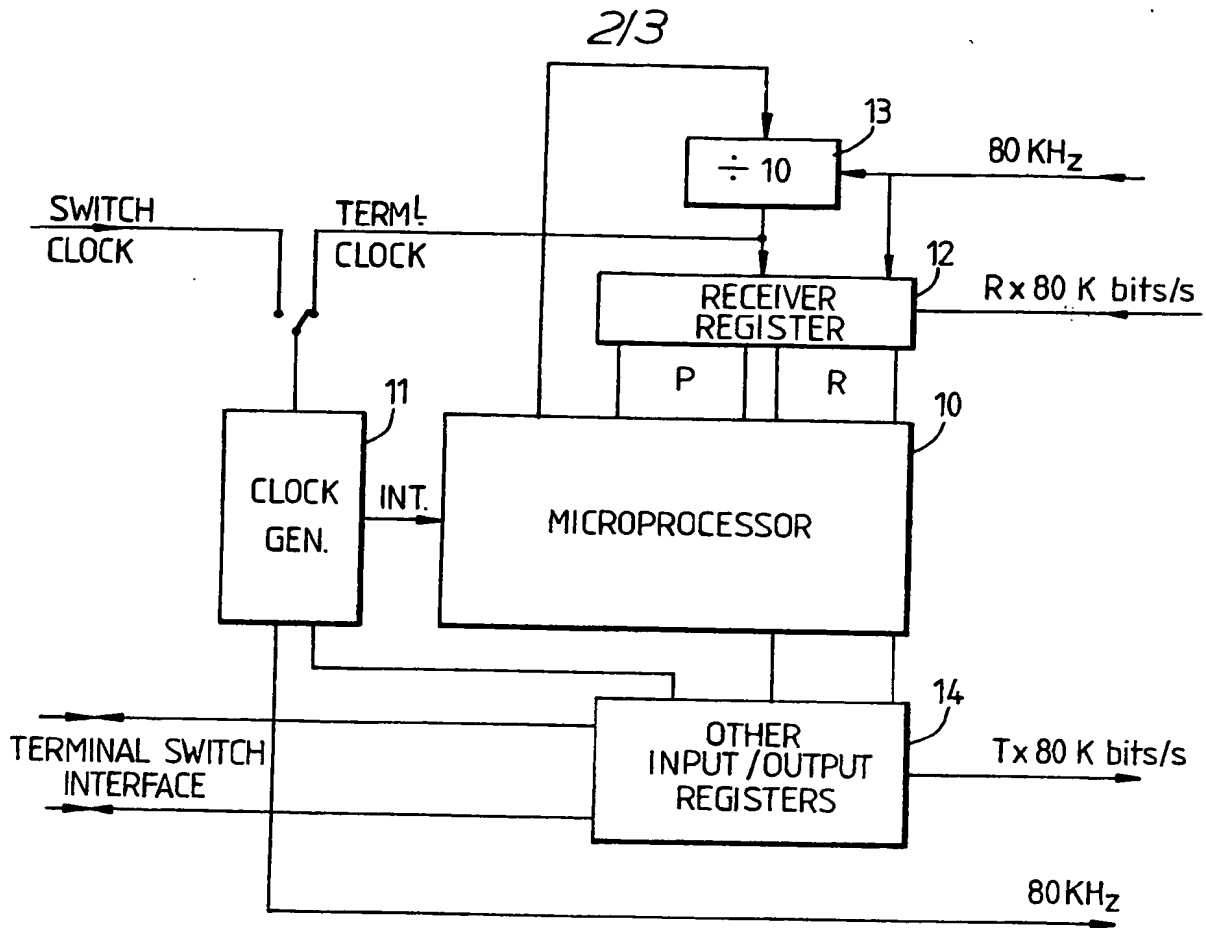 2/3
13
÷ 10
80 KHz
SWITCH
CLOCK
TERML
CLOCK
12
RECEIVER
REGISTER
Rx 80 K bits/s
P
R
11
10
CLOCK
GEN.
INT.
MICROPROCESSOR
14
TERMINAL SWITCH
INTERFACE
OTHER
INPUT/OUTPUT
REGISTERS
Tx 80 K bits/s
80 KHz